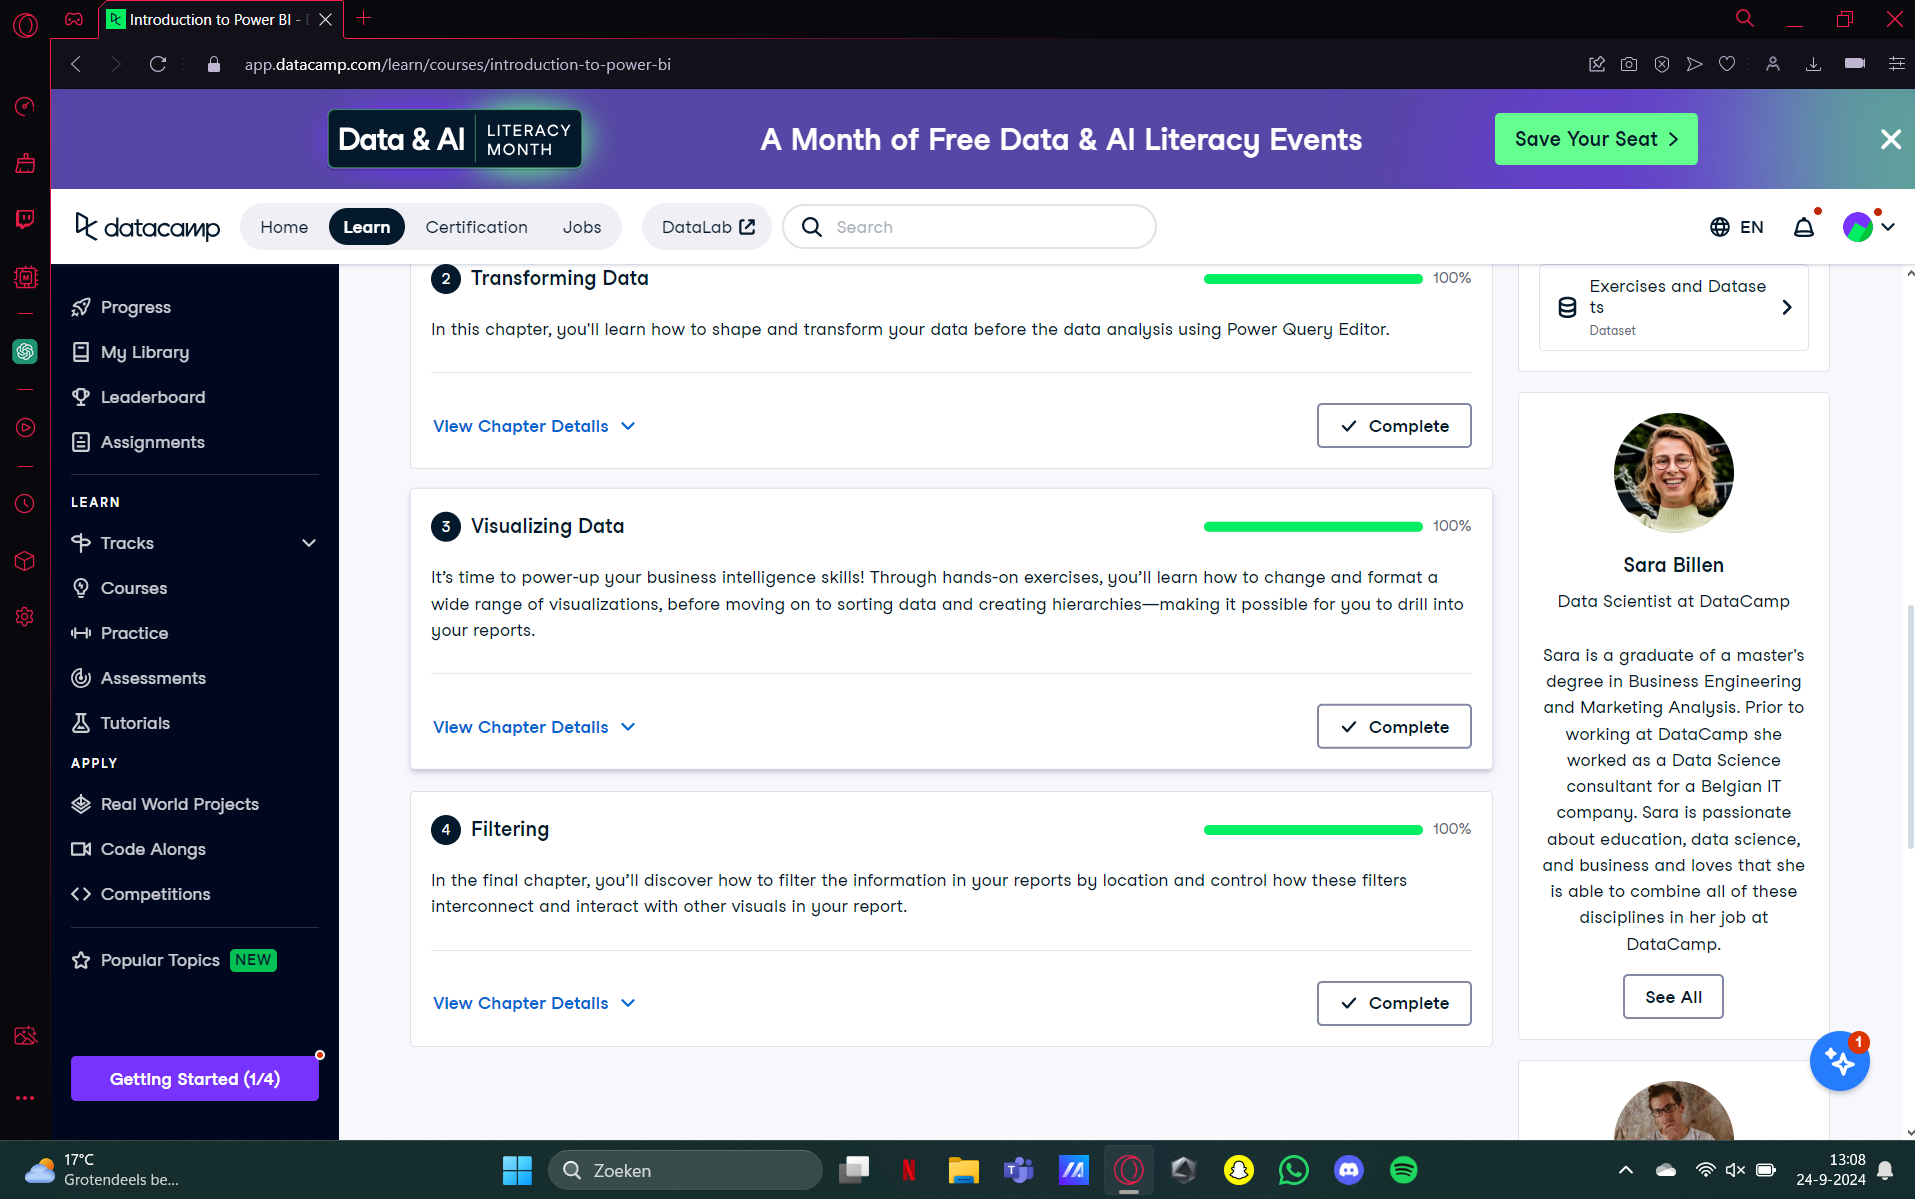 Introduction to Power BI -
app.datacamp.com/learn/courses/introduction-to-power-bi
Data & AI
LITERACY
MONTH
A Month of Free Data & AI Literacy Events
Save Your Seat
datacamp
Home
Learn
Certification
Jobs
DataLab
Search
EN
Progress
My Library
Leaderboard
Assignments
LEARN
Tracks
Courses
Practice
Assessments
Tutorials
APPLY
Real World Projects
Code Alongs
Competitions
Popular Topics NEW
Getting Started (1/4)
2 Transforming Data
100%
In this chapter, you'll learn how to shape and transform your data before the data analysis using Power Query Editor.
View Chapter Details
Complete
3 Visualizing Data
100%
It’s time to power-up your business intelligence skills! Through hands-on exercises, you’ll learn how to change and format a
wide range of visualizations, before moving on to sorting data and creating hierarchies—making it possible for you to drill into
your reports.
View Chapter Details
Complete
4 Filtering
100%
In the final chapter, you’ll discover how to filter the information in your reports by location and control how these filters
interconnect and interact with other visuals in your report.
View Chapter Details
Complete
Exercises and Datase
ts
Dataset
Sara Billen
Data Scientist at DataCamp
Sara is a graduate of a master's
degree in Business Engineering
and Marketing Analysis. Prior to
working at DataCamp she
worked as a Data Science
consultant for a Belgian IT
company. Sara is passionate
about education, data science,
and business and loves that she
is able to combine all of these
disciplines in her job at
DataCamp.
See All
1
17°C
Grotendeels be...
Zoeken
13:08
24-9-2024